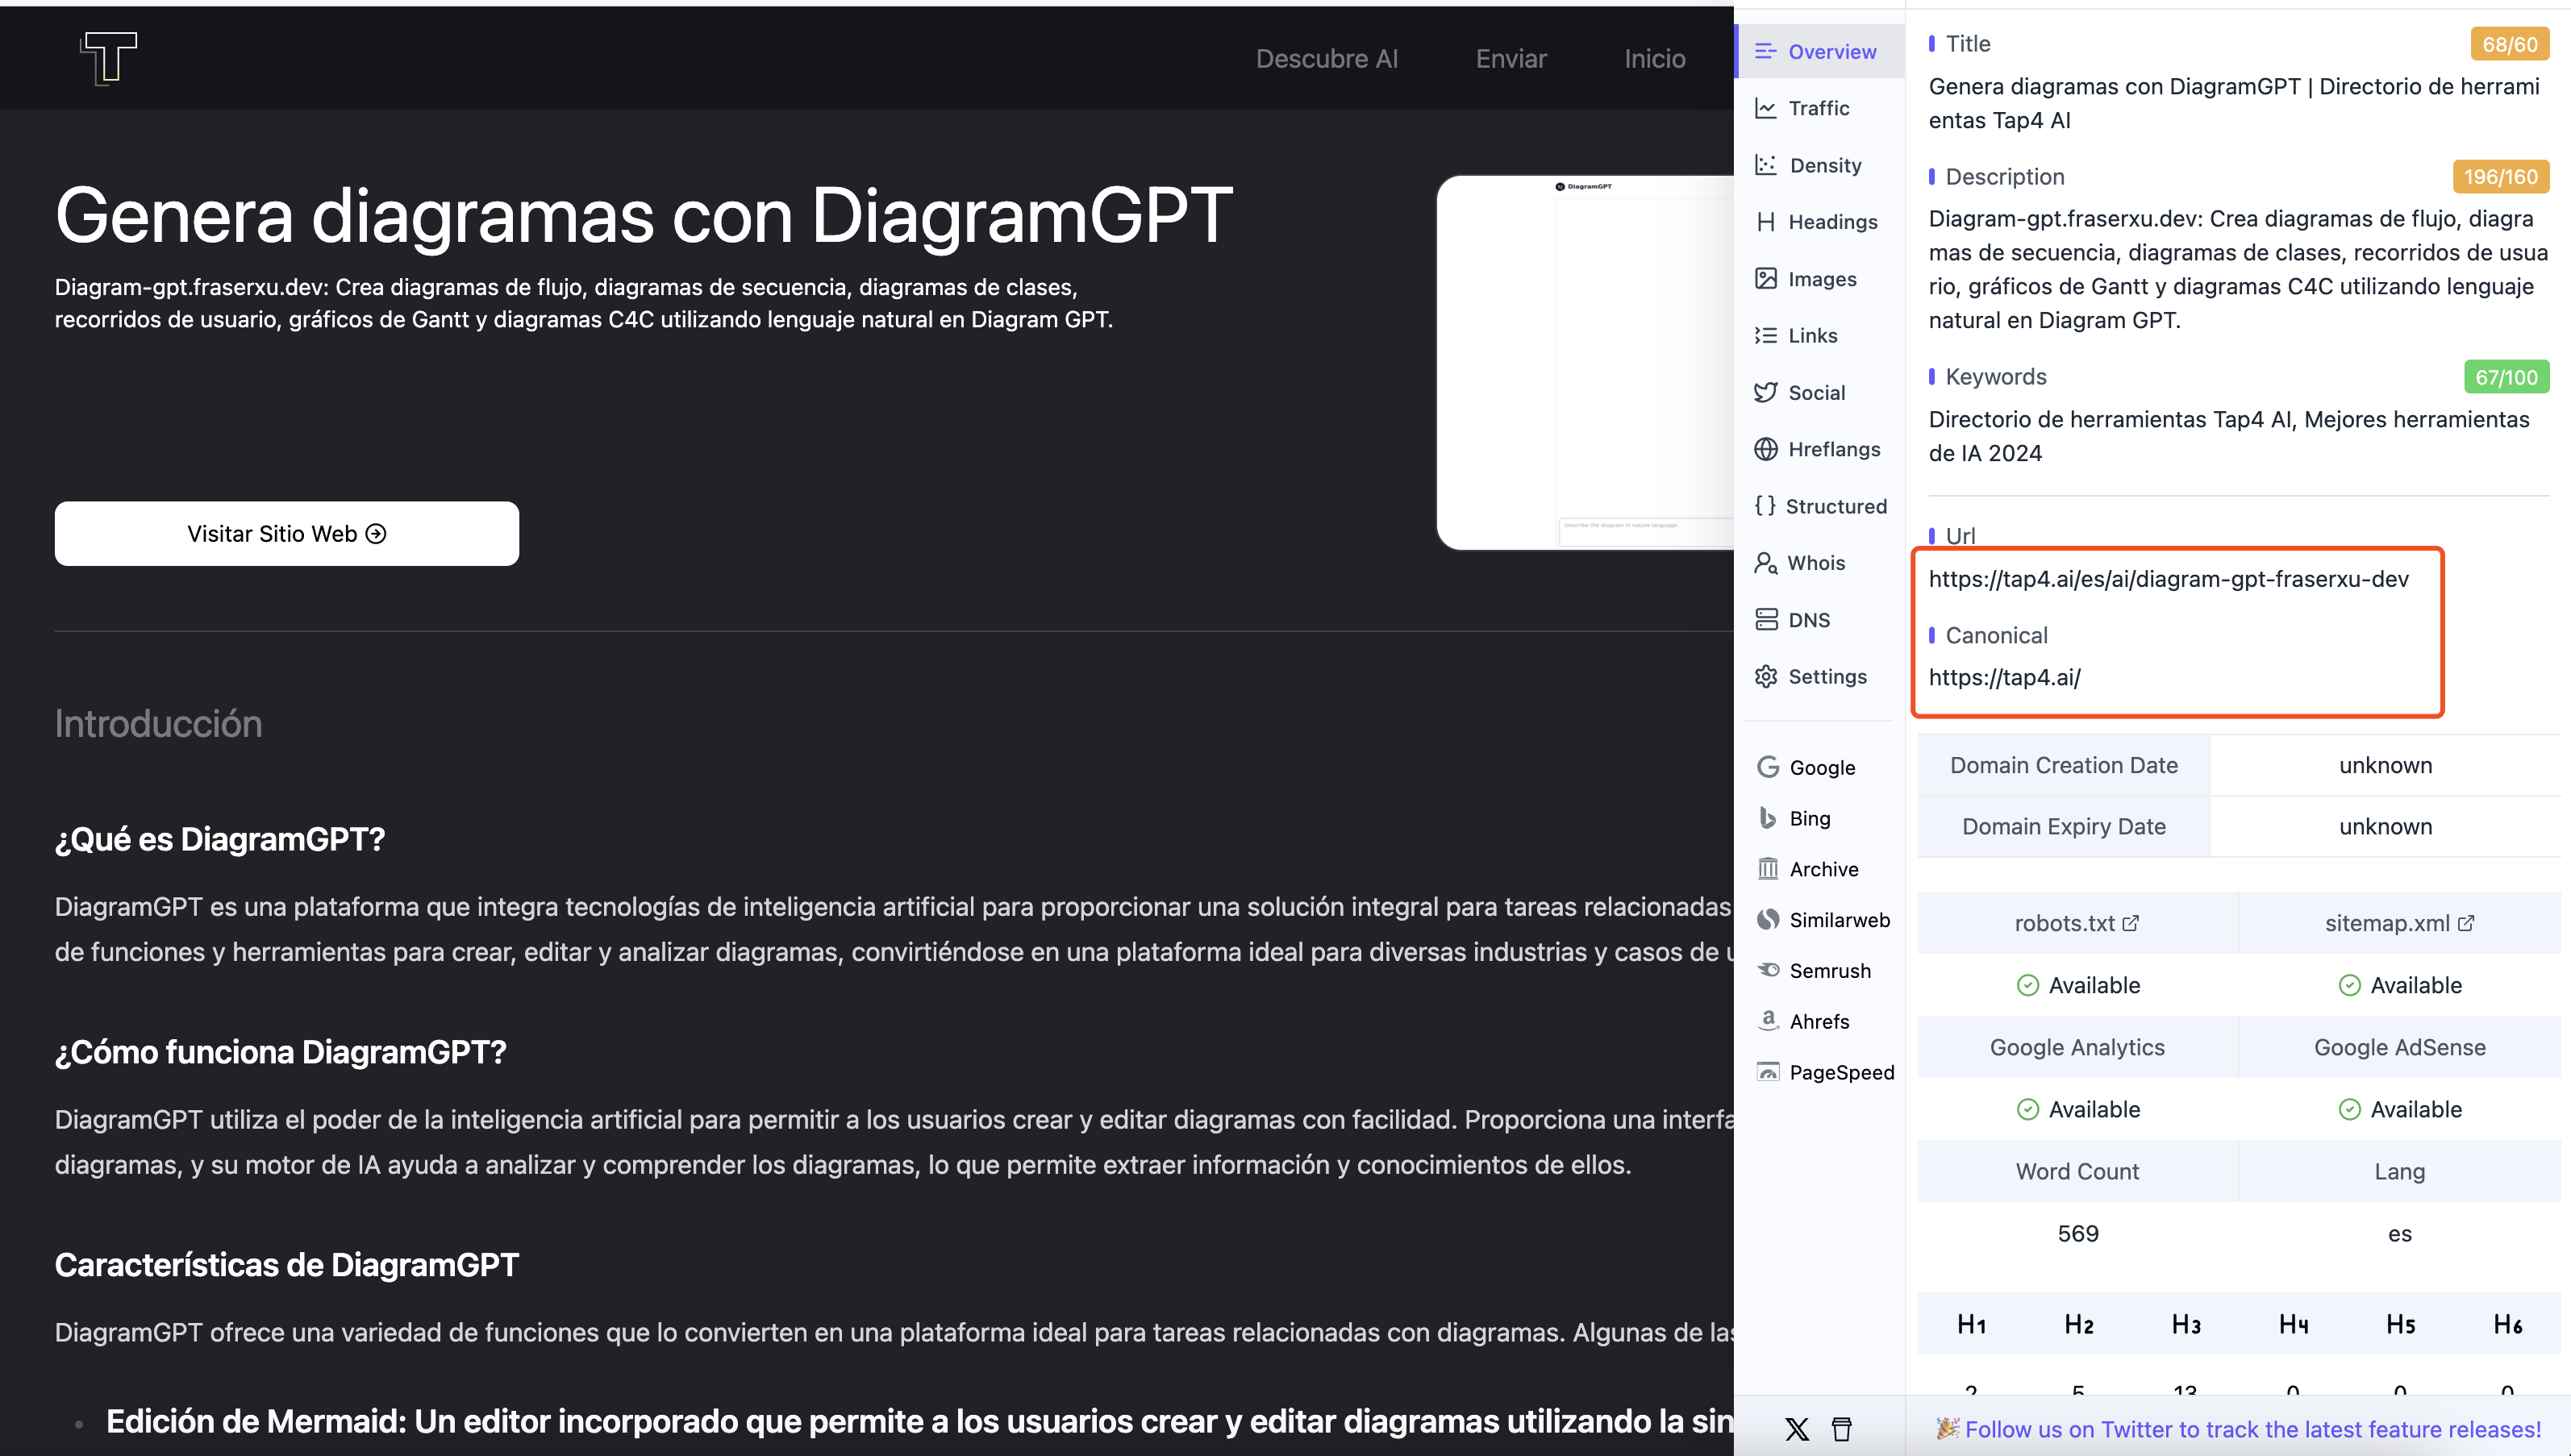 Descubre AI
Enviar
Inicio
Genera diagramas con DiagramGPT
Diagram-gpt.fraserxu.dev: Crea diagramas de flujo, diagramas de secuencia, diagramas de clases,
recorridos de usuario, gráficos de Gantt y diagramas C4C utilizando lenguaje natural en Diagram GPT.
Visitar Sitio Web
DiagramGPT
Describe the diagram in nature language
Introducción
¿Qué es DiagramGPT?
DiagramGPT es una plataforma que integra tecnologías de inteligencia artificial para proporcionar una solución integral para tareas relacionadas
de funciones y herramientas para crear, editar y analizar diagramas, convirtiéndose en una plataforma ideal para diversas industrias y casos de
¿Cómo funciona DiagramGPT?
DiagramGPT utiliza el poder de la inteligencia artificial para permitir a los usuarios crear y editar diagramas con facilidad. Proporciona una interfa
diagramas, y su motor de IA ayuda a analizar y comprender los diagramas, lo que permite extraer información y conocimientos de ellos.
Características de DiagramGPT
DiagramGPT ofrece una variedad de funciones que lo convierten en una plataforma ideal para tareas relacionadas con diagramas. Algunas de las
Edición de Mermaid: Un editor incorporado que permite a los usuarios crear y editar diagramas utilizando la sin
Overview
Traffic
Density
Headings
Images
Links
Social
Hreflangs
Structured
Whois
DNS
Settings
Google
Bing
Archive
Similarweb
Semrush
Ahrefs
PageSpeed
Title
68/60
Genera diagramas con DiagramGPT | Directorio de herrami
entas Tap4 AI
Description
196/160
Diagram-gpt.fraserxu.dev: Crea diagramas de flujo, diagra
mas de secuencia, diagramas de clases, recorridos de usua
rio, gráficos de Gantt y diagramas C4C utilizando lenguaje
natural en Diagram GPT.
Keywords
67/100
Directorio de herramientas Tap4 AI, Mejores herramientas
de IA 2024
Url
https://tap4.ai/es/ai/diagram-gpt-fraserxu-dev
Canonical
https://tap4.ai/
Domain Creation Date unknown
Domain Expiry Date unknown
robots.txt sitemap.xml
Available Available
Google Analytics Google AdSense
Available Available
Word Count Lang
569 es
H1 H2 H3 H4 H5 H6
2 5 13 0 0 0
🎉 Follow us on Twitter to track the latest feature releases!